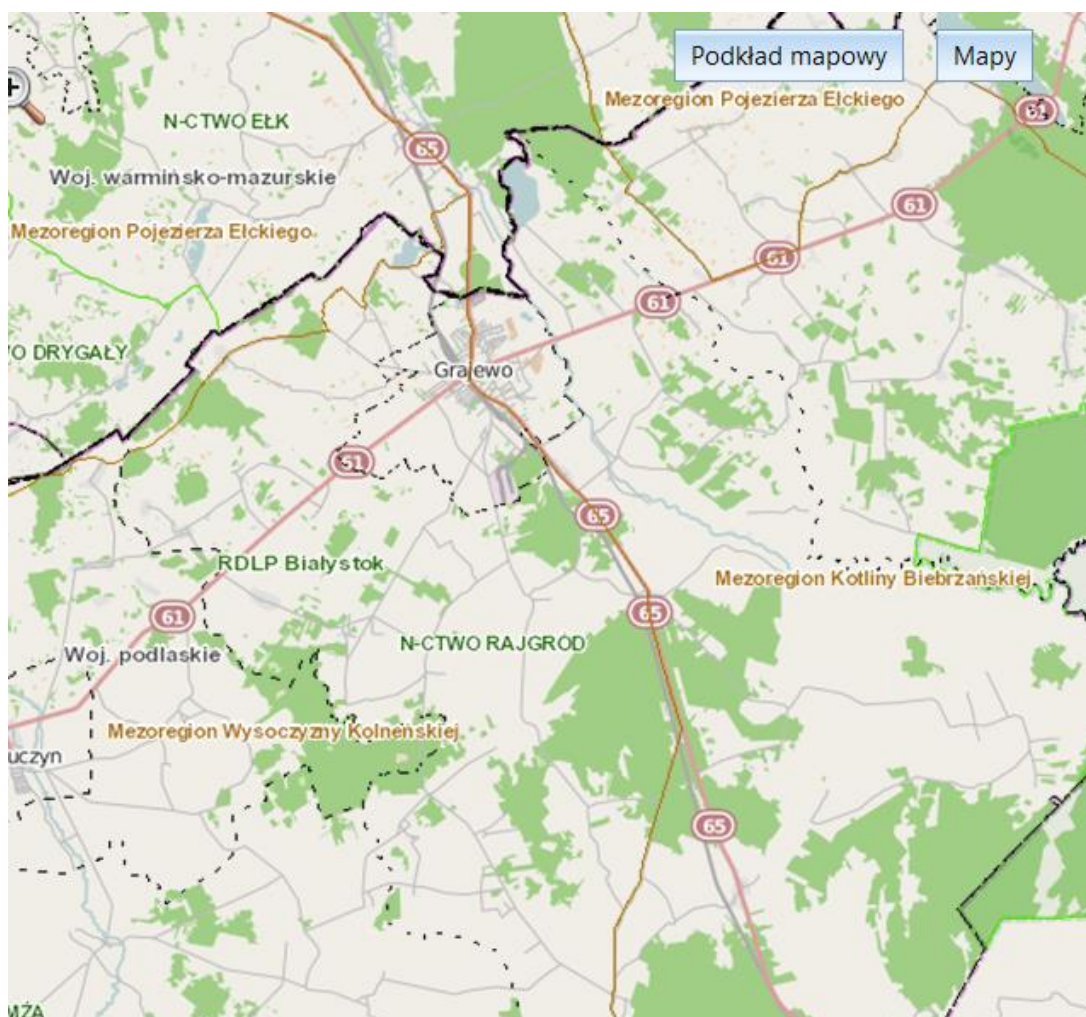 Podkład mapowy
Mapy
Mezoregion Pojezierza Ełckiego
61
N-CTWO EŁK
65
Woj. warmińsko-mazurskie
61
Mezoregion Pojezierza Ełckiego
61
61
WO DRYGAŁY
Grajewo
61
65
RDLP Białystok
Mezoregion Kotliny Biebrzańskiej
61
65
N-CTWO RAJGRÓD
Woj. podlaskie
Mezoregion Wysoczyzny Kolneńskiej
uczyn
65
MŻA